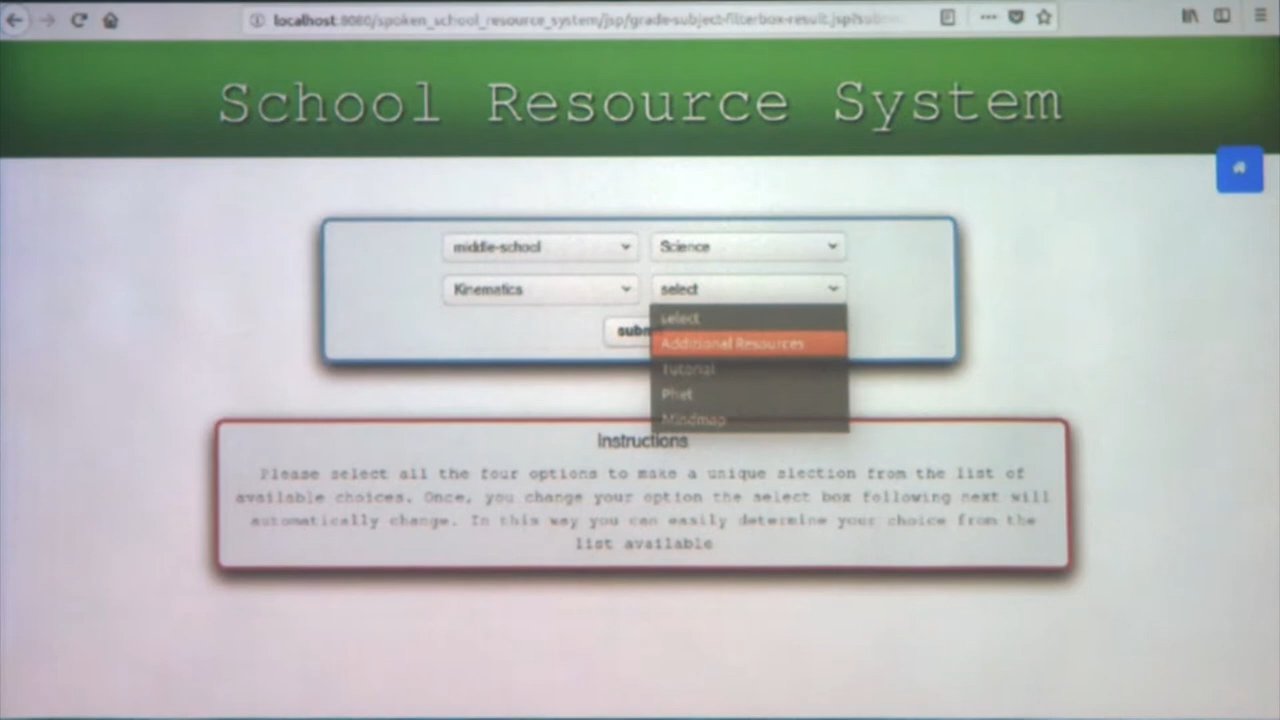 localhost:8080/spoken_school_resource_system/jsp/grade-subject-filterbox-result.jsp?subm
School Resource System
middle-school
Science
Kinematics
select
subm
select
Additional Resources
Tutorial
Phet
Mindmap
Instructions
Please select all the four options to make a unique slection from the list of
available choices. Once, you change your option the select box following next will
automatically change. In this way you can easily determine your choice from the
list available